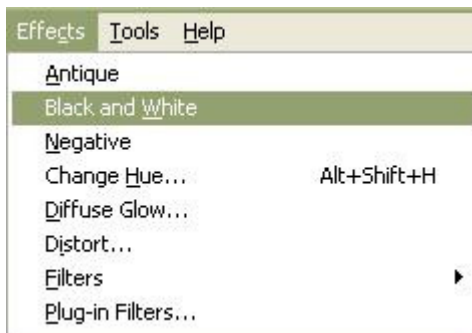 Effects Tools Help
Antique
Black and White
Negative
Change Hue... Alt+Shift+H
Diffuse Glow...
Distort...
Filters
Plug-in Filters...